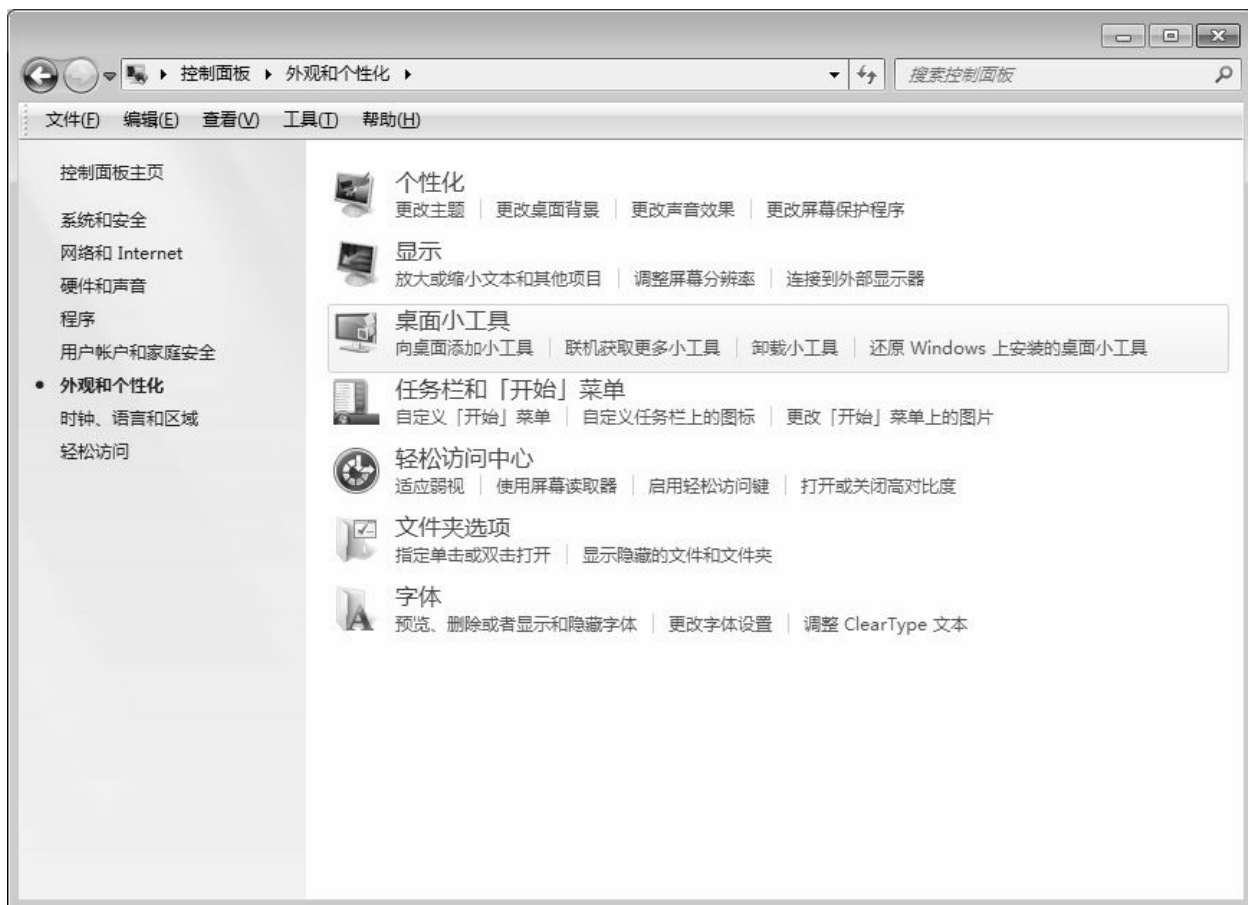 控制面板 外观和个性化 搜索控制面板
文件(F) 编辑(E) 查看(V) 工具(T) 帮助(H)
控制面板主页
系统和安全
网络和 Internet
硬件和声音
程序
用户帐户和家庭安全
外观和个性化
时钟、语言和区域
轻松访问
个性化
更改主题 更改桌面背景 更改声音效果 更改屏幕保护程序
显示
放大或缩小文本和其他项目 调整屏幕分辨率 连接到外部显示器
桌面小工具
向桌面添加小工具 联机获取更多小工具 卸载小工具 还原 Windows 上安装的桌面小工具
任务栏和「开始」菜单
自定义「开始」菜单 自定义任务栏上的图标 更改「开始」菜单上的图片
轻松访问中心
适应弱视 使用屏幕读取器 启用轻松访问键 打开或关闭高对比度
文件夹选项
指定单击或双击打开 显示隐藏的文件和文件夹
字体
预览、删除或者显示和隐藏字体 更改字体设置 调整 ClearType 文本